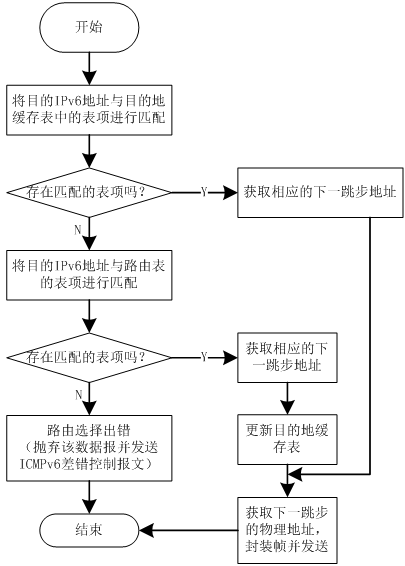 开始
将目的IPv6地址与目的地
缓存表中的表项进行匹配
存在匹配的表项吗？
Y
获取相应的下一跳步地址
N
将目的IPv6地址与路由表
的表项进行匹配
存在匹配的表项吗？
Y
获取相应的下
一跳步地址
N
更新目的地缓
存表
路由选择出错
（抛弃该数据报并发送
ICMPv6差错控制报文）
获取下一跳步
的物理地址，
封装帧并发送
结束